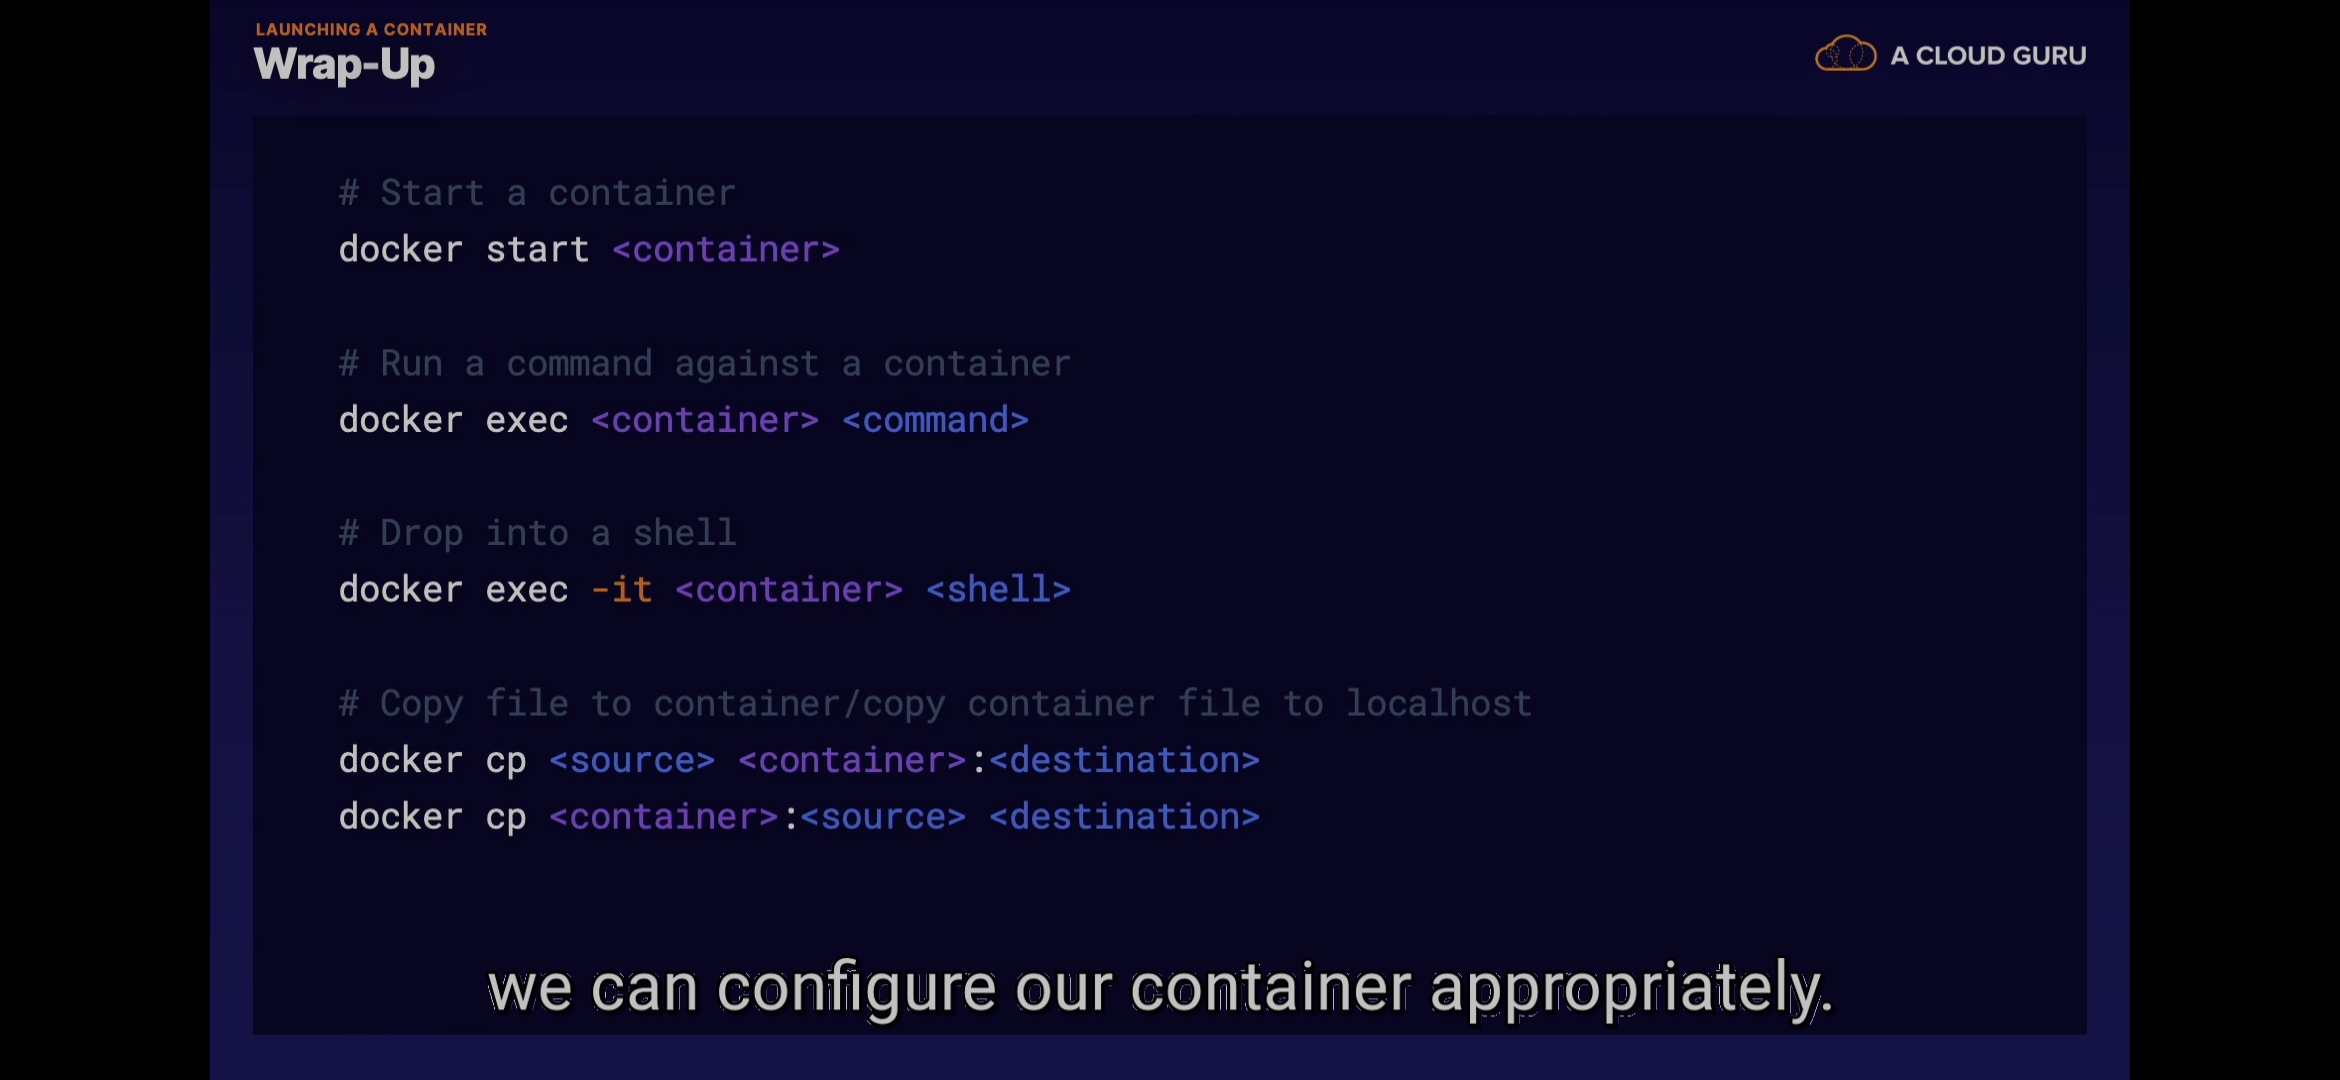 LAUNCHING A CONTAINER
Wrap-Up
A CLOUD GURU
# Start a container
docker start <container>
# Run a command against a container
docker exec <container> <command>
# Drop into a shell
docker exec -it <container> <shell>
# Copy file to container/copy container file to localhost
docker cp <source> <container>:<destination>
docker cp <container>:<source> <destination>
we can configure our container appropriately.